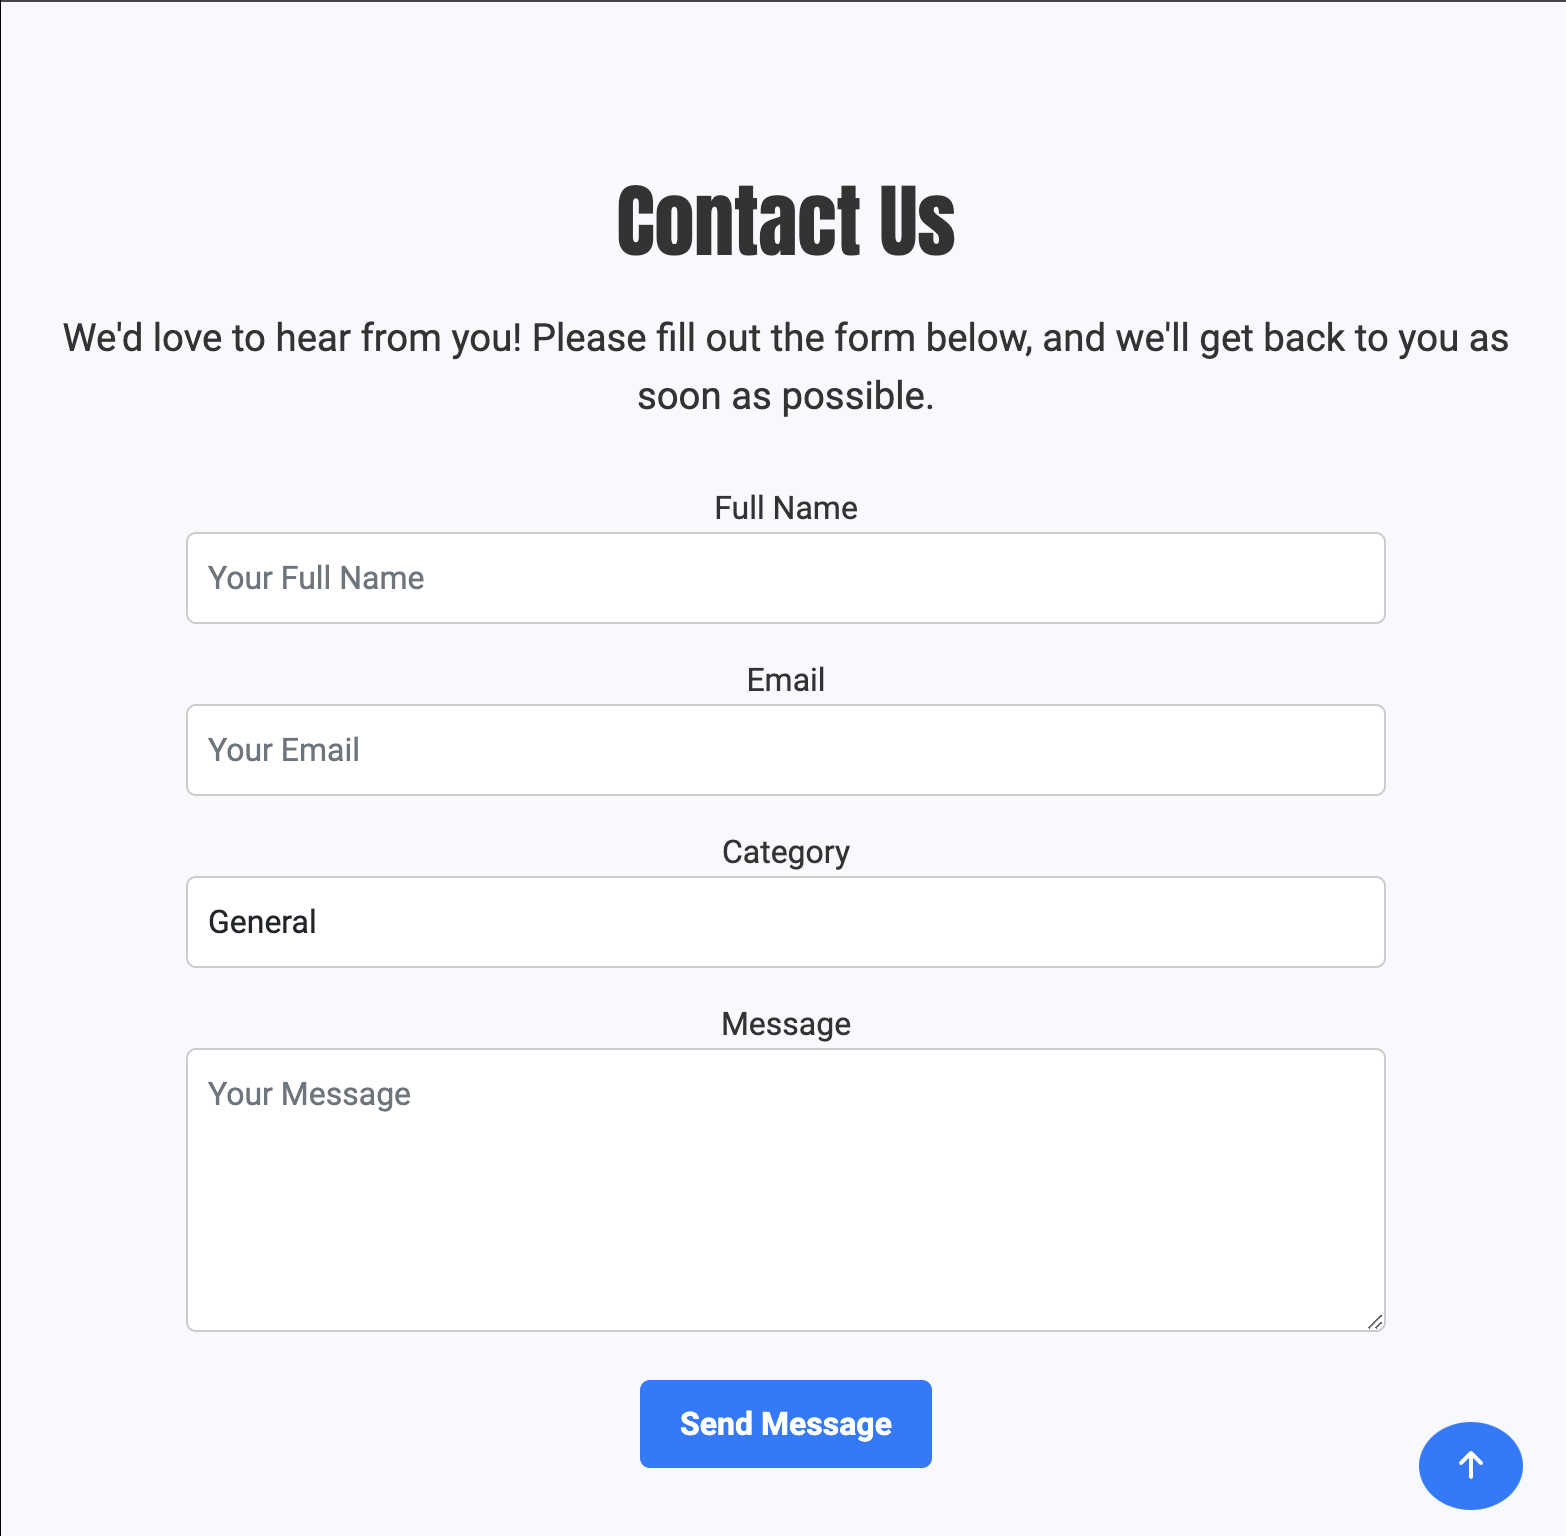 Contact Us
We'd love to hear from you! Please fill out the form below, and we'll get back to you as
soon as possible.
Full Name
Your Full Name
Email
Your Email
Category
General
Message
Your Message
Send Message